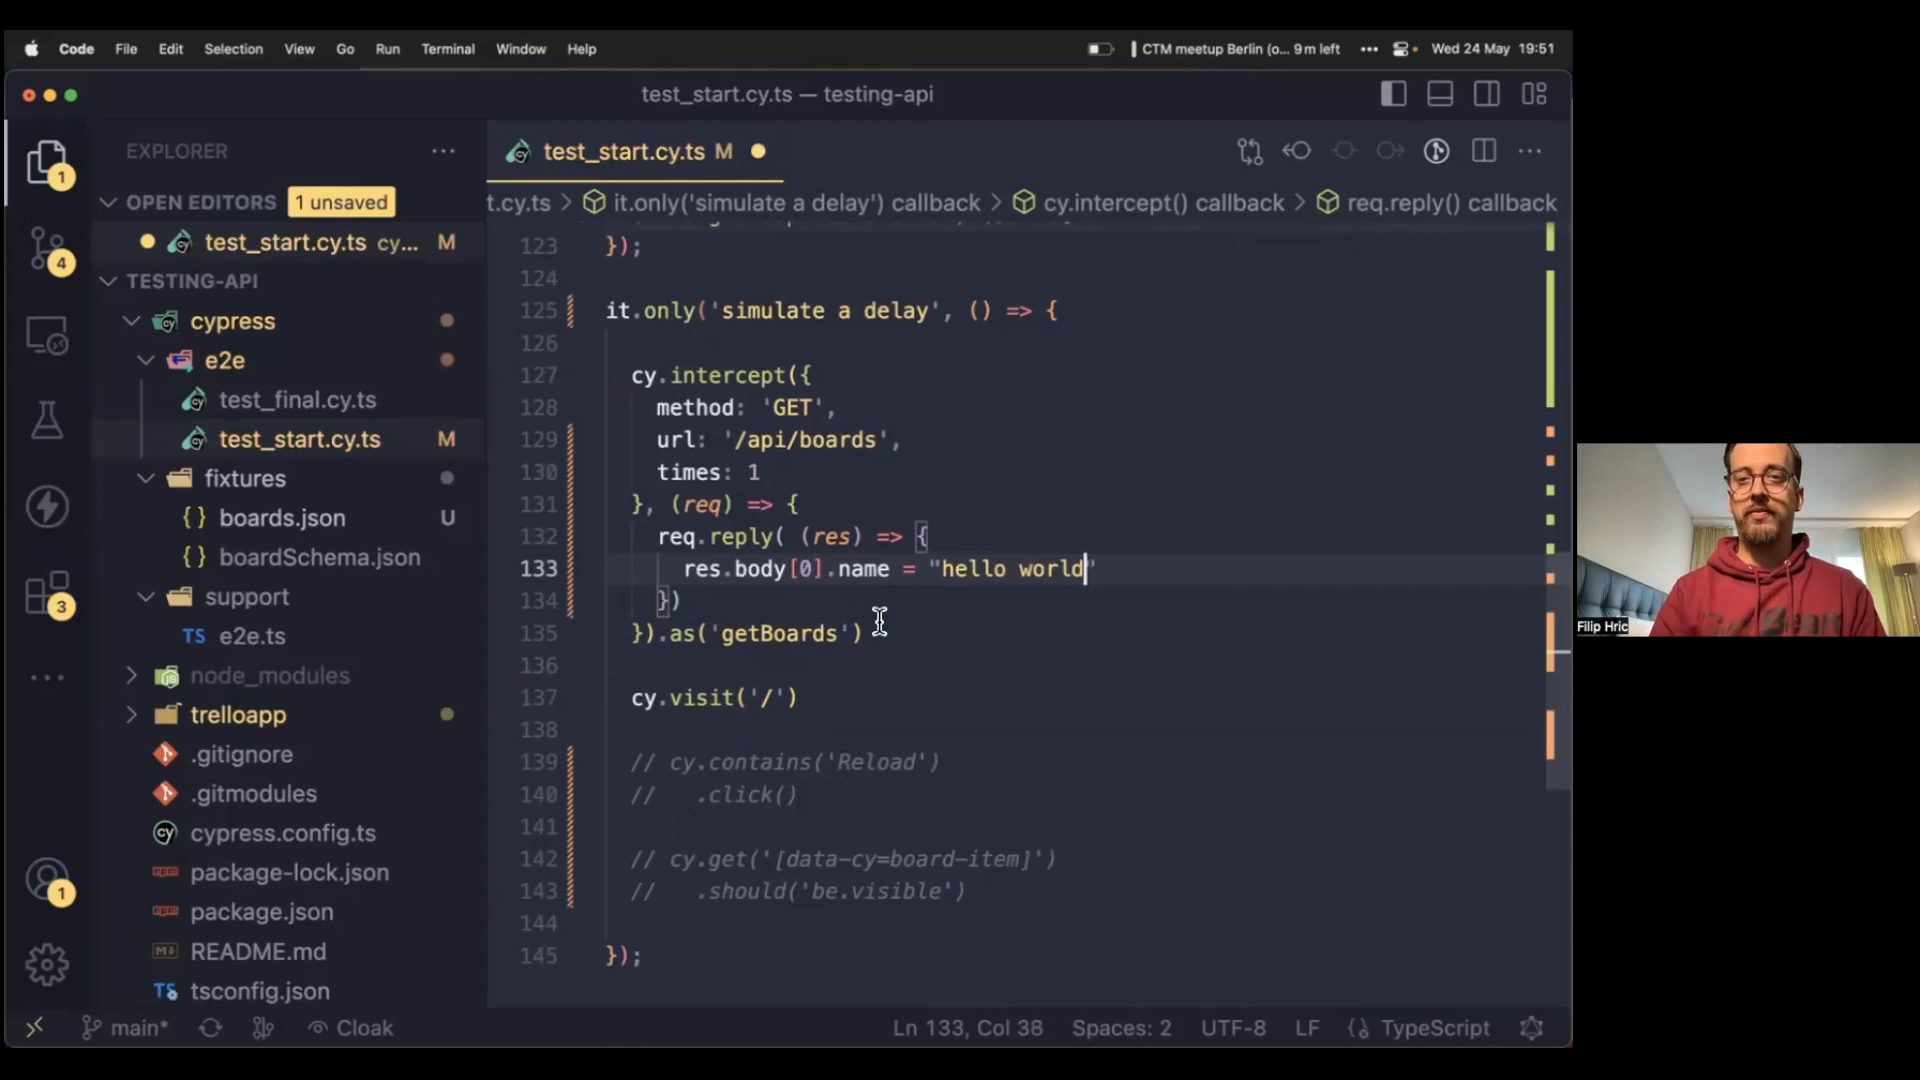 Code File Edit Selection View Go Run Terminal Window Help CTM meetup Berlin (o... 9 m left Wed 24 May 19:51
test_start.cy.ts — testing-api
EXPLORER
OPEN EDITORS 1 unsaved
test_start.cy.ts cy... M
TESTING-API
cypress
e2e
test_final.cy.ts
test_start.cy.ts M
fixtures
boards.json U
boardSchema.json
support
TS e2e.ts
node_modules
trelloapp
.gitignore
.gitmodules
cypress.config.ts
package-lock.json
package.json
README.md
tsconfig.json
1
4
3
1
test_start.cy.ts M
t.cy.ts > it.only('simulate a delay') callback > cy.intercept() callback > req.reply() callback
123 });
124
125 it.only('simulate a delay', () => {
126
127 cy.intercept({
128 method: 'GET',
129 url: '/api/boards',
130 times: 1
131 }, (req) => {
132 req.reply( (res) => {
133 res.body[0].name = "hello world"
134 })
135 }).as('getBoards')
136
137 cy.visit('/')
138
139 // cy.contains('Reload')
140 //   .click()
141
142 // cy.get('[data-cy=board-item]')
143 //   .should('be.visible')
144
145 });
main* Cloak Ln 133, Col 38 Spaces: 2 UTF-8 LF TypeScript
Filip Hric